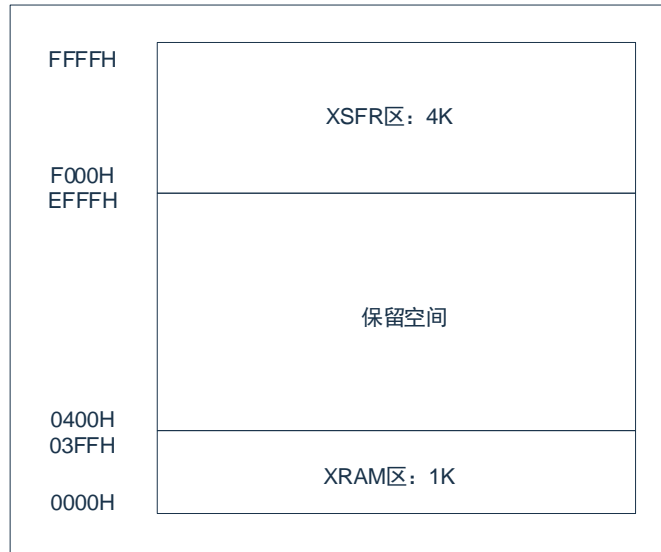 FFFFH
XSFR区：4K
F000H
EFFFH
保留空间
0400H
03FFH
XRAM区：1K
0000H